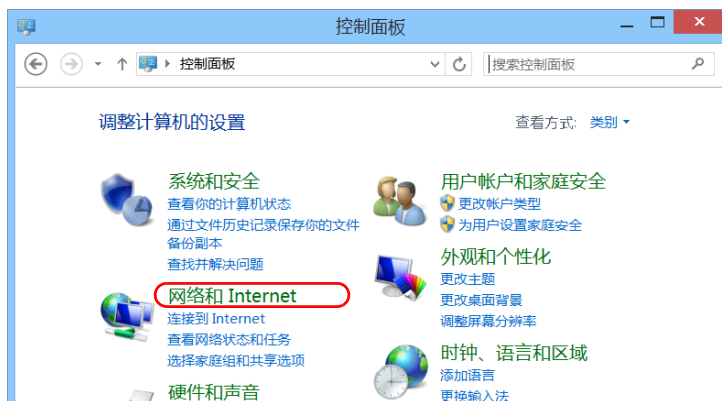 控制面板
控制面板
搜索控制面板
调整计算机的设置
查看方式: 类别
系统和安全
查看你的计算机状态
通过文件历史记录保存你的文件
备份副本
查找并解决问题
网络和 Internet
连接到 Internet
查看网络状态和任务
选择家庭组和共享选项
硬件和声音
用户帐户和家庭安全
更改帐户类型
为用户设置家庭安全
外观和个性化
更改主题
更改桌面背景
调整屏幕分辨率
时钟、语言和区域
添加语言
更换输入法